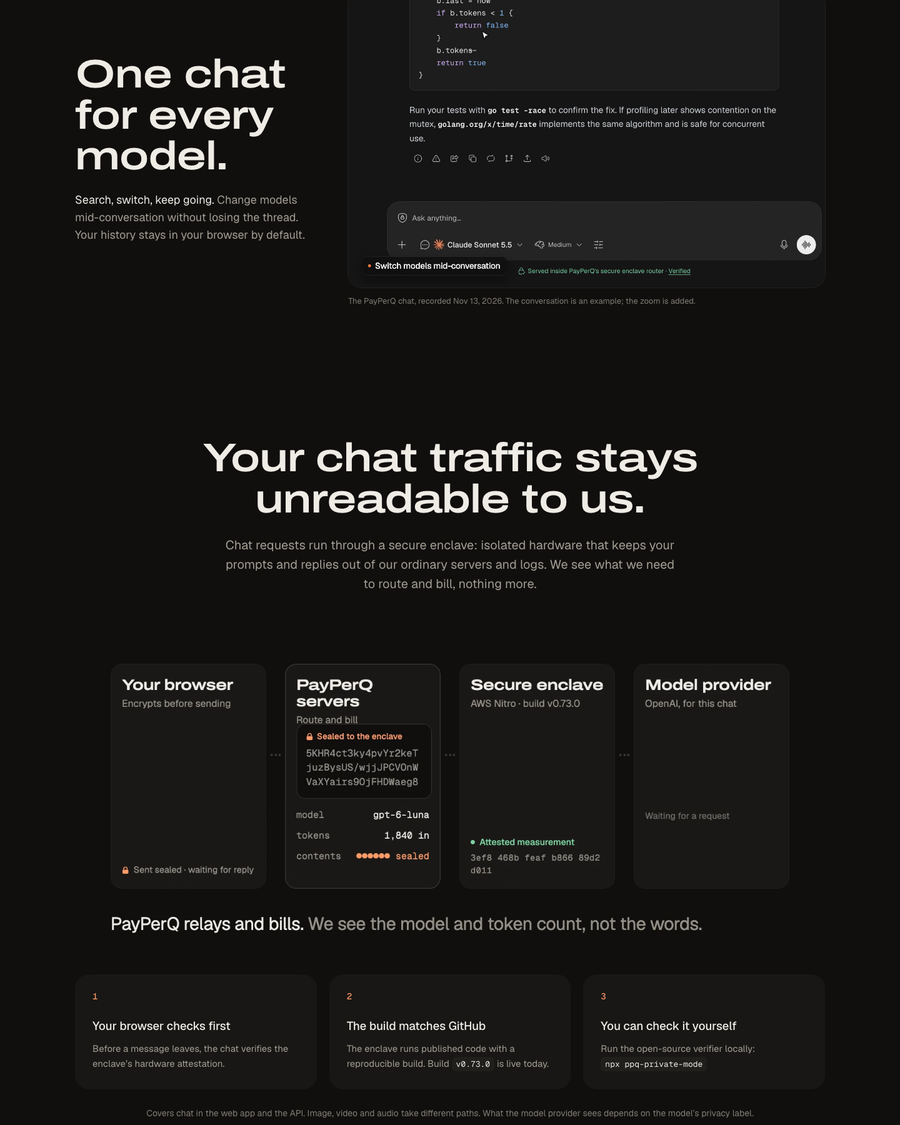 b.last = now
if b.tokens < 1 {
return false
}
b.tokens--
return true
}
One chat
for every
model.
Search, switch, keep going. Change models
mid-conversation without losing the thread.
Your history stays in your browser by default.
Run your tests with go test -race to confirm the fix. If profiling later shows contention on the
mutex, golang.org/x/time/rate implements the same algorithm and is safe for concurrent
use.
Ask anything...
Claude Sonnet 5.5
Medium
Switch models mid-conversation
Served inside PayPerQ's secure enclave router · Verified
The PayPerQ chat, recorded Nov 13, 2026. The conversation is an example; the zoom is added.
Your chat traffic stays
unreadable to us.
Chat requests run through a secure enclave: isolated hardware that keeps your
prompts and replies out of our ordinary servers and logs. We see what we need
to route and bill, nothing more.
Your browser
Encrypts before sending
Sent sealed · waiting for reply
PayPerQ
servers
Route and bill
Sealed to the enclave
5KHR4ct3ky4pvYr2keT
juzBysUS/wjjJPCVOnW
VaXYairs9OjFHDWaeg8
model gpt-6-luna
tokens 1,840 in
contents ●●●●●● sealed
Secure enclave
AWS Nitro · build v0.73.0
Attested measurement
3ef8 468b feaf b866 89d2
d011
Model provider
OpenAI, for this chat
Waiting for a request
PayPerQ relays and bills. We see the model and token count, not the words.
1
Your browser checks first
Before a message leaves, the chat verifies the
enclave's hardware attestation.
2
The build matches GitHub
The enclave runs published code with a
reproducible build. Build v0.73.0 is live today.
3
You can check it yourself
Run the open-source verifier locally:
npx ppq-private-mode
Covers chat in the web app and the API. Image, video and audio take different paths. What the model provider sees depends on the model's privacy label.